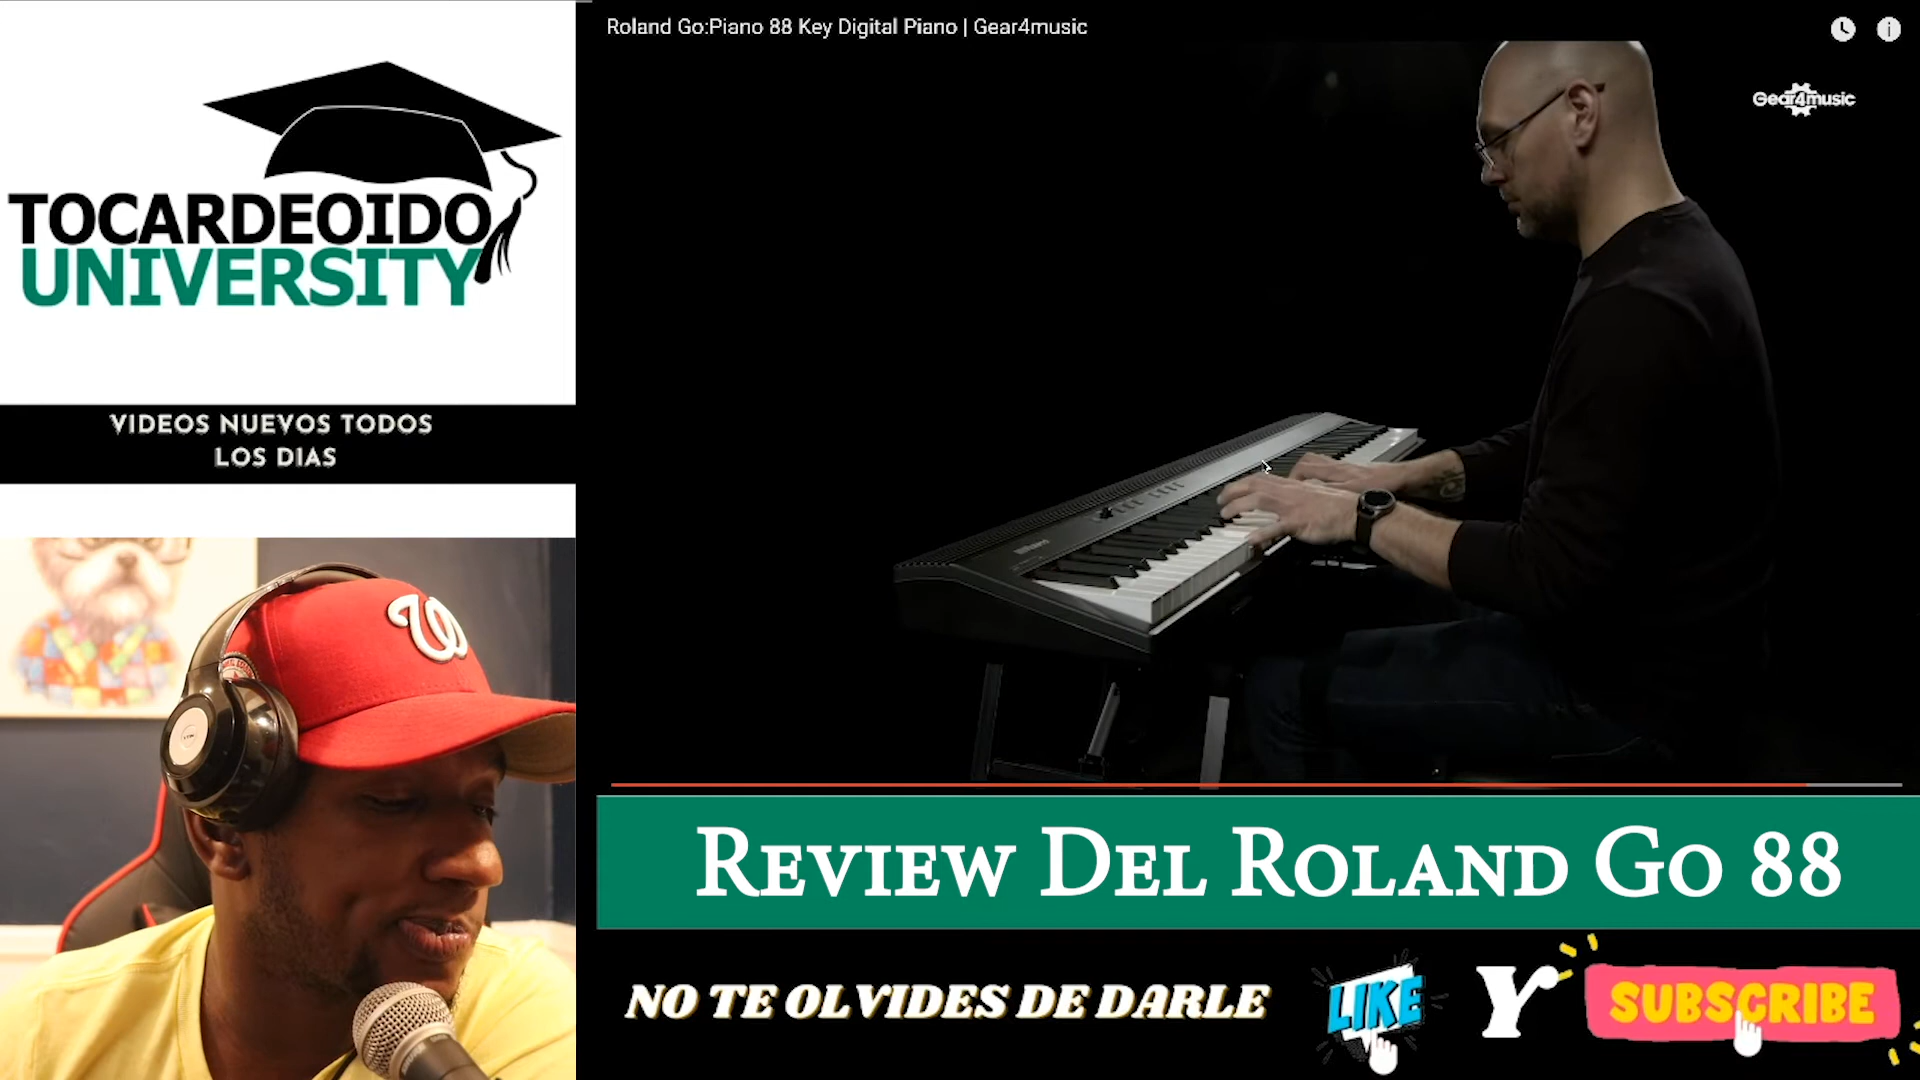 Roland Go:Piano 88 Key Digital Piano | Gear4music
Gear4music
TOCARDEOIDO
UNIVERSITY
VIDEOS NUEVOS TODOS
LOS DIAS
W
Roland
REVIEW DEL ROLAND GO 88
NO TE OLVIDES DE DARLE
LIKE
Y
SUBSCRIBE